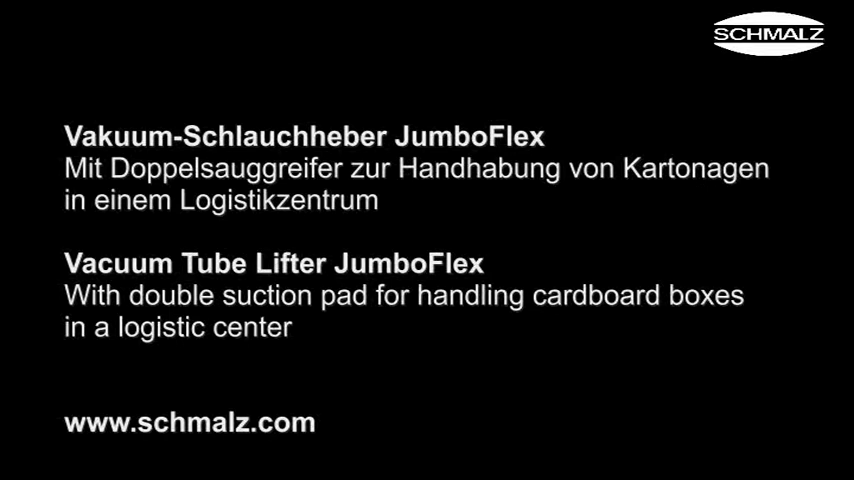 SCHMALZ
Vakuum-Schlauchheber JumboFlex
Mit Doppelsauggreifer zur Handhabung von Kartonagen
in einem Logistikzentrum
Vacuum Tube Lifter JumboFlex
With double suction pad for handling cardboard boxes
in a logistic center
www.schmalz.com